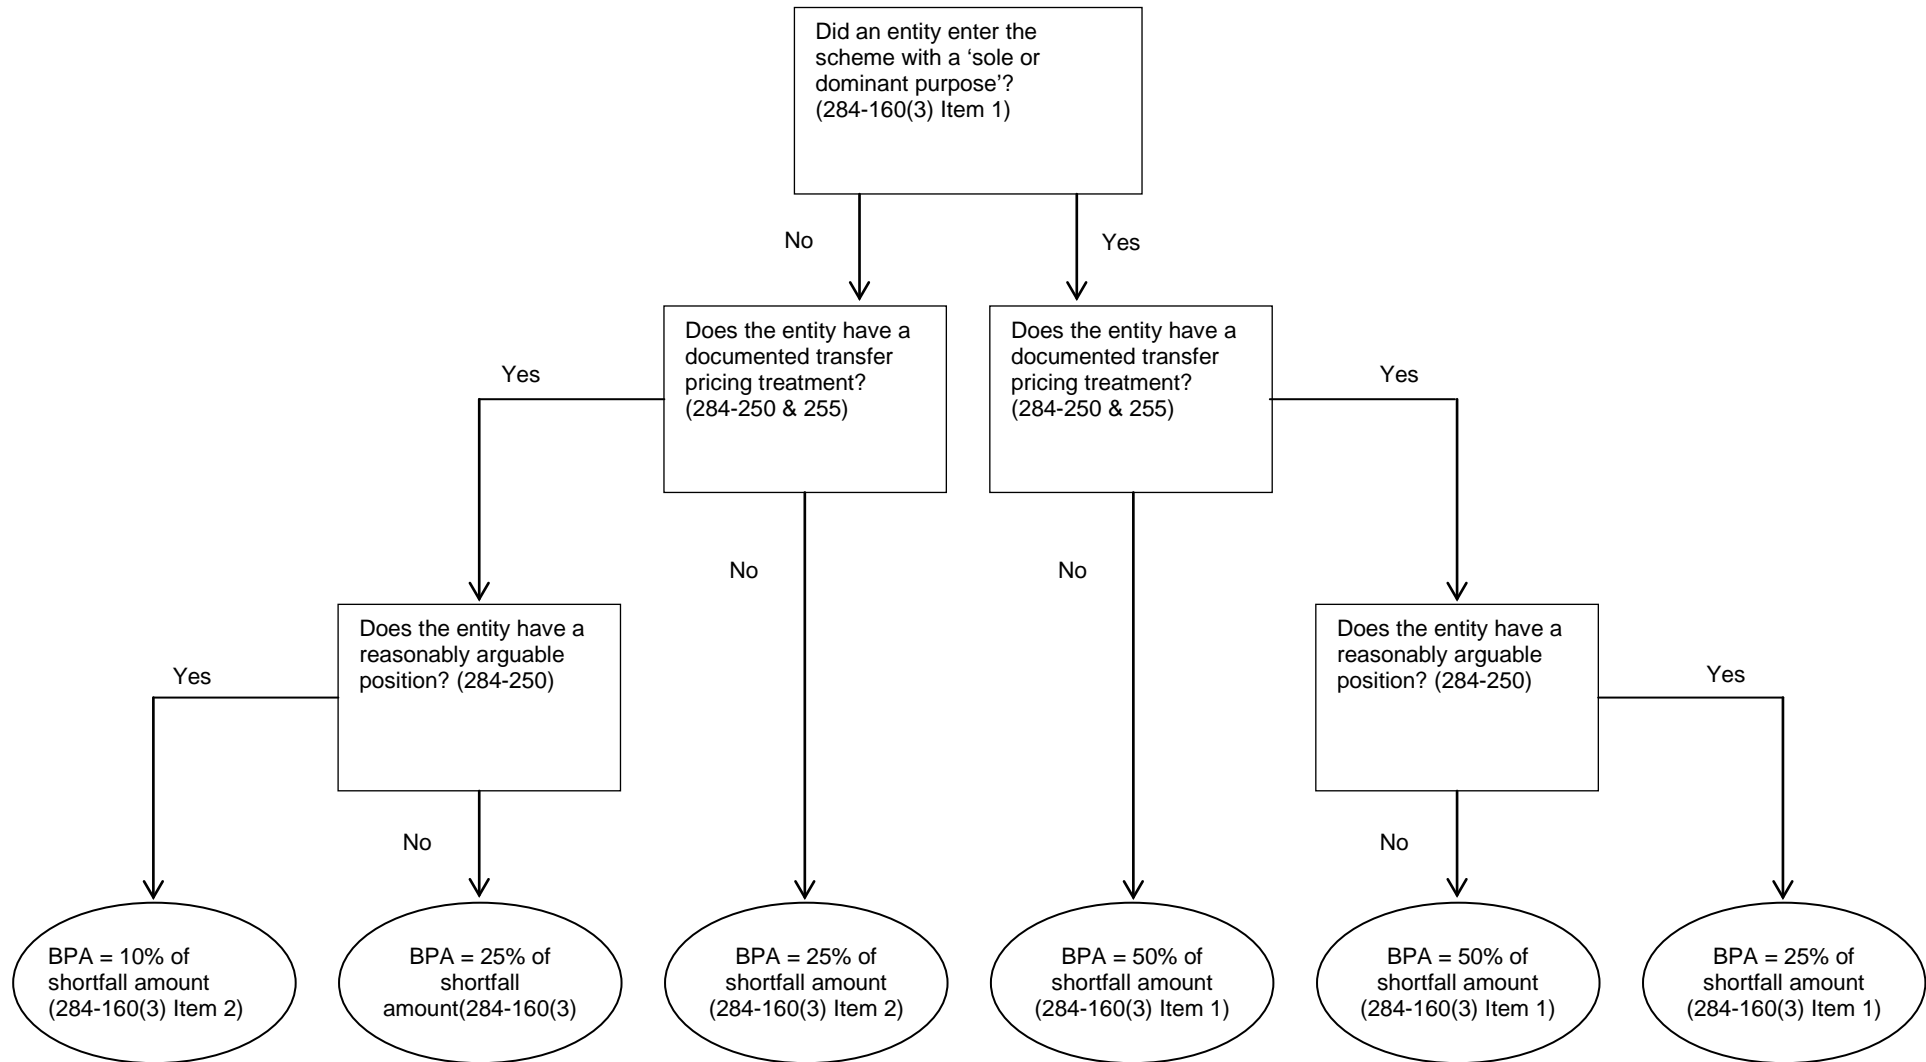 Did an entity enter the
scheme with a ‘sole or
dominant purpose’?
(284-160(3) Item 1)
No
Yes
Does the entity have a
documented transfer
pricing treatment?
(284-250 & 255)
Does the entity have a
documented transfer
pricing treatment?
(284-250 & 255)
Yes
Yes
No
No
Does the entity have a
reasonably arguable
position? (284-250)
Does the entity have a
reasonably arguable
position? (284-250)
Yes
Yes
No
No
BPA = 10% of
shortfall amount
(284-160(3) Item 2)
BPA = 25% of
shortfall
amount(284-160(3)
BPA = 25% of
shortfall amount
(284-160(3) Item 2)
BPA = 50% of
shortfall amount
(284-160(3) Item 1)
BPA = 50% of
shortfall amount
(284-160(3) Item 1)
BPA = 25% of
shortfall amount
(284-160(3) Item 1)